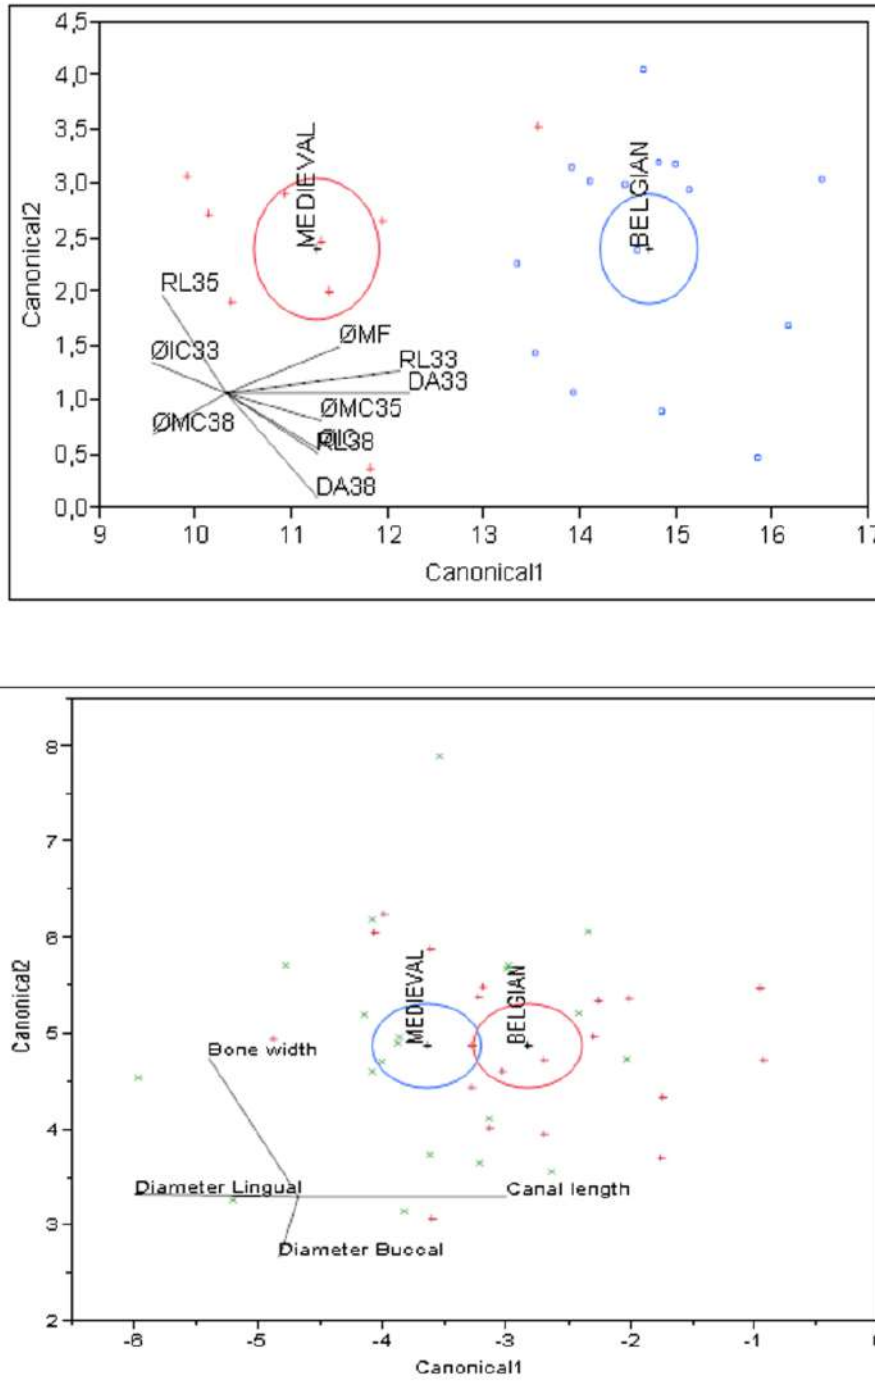 4,5
4,0
3,5
3,0
2,5
2,0
1,5
1,0
0,5
0,0
Canonical2
MEDIEVAL
BELGIAN
RL35
ØIC33
ØMC38
ØMF
RL33
DA33
ØMC35
RL38
DA38
9 10 11 12 13 14 15 16 17
Canonical1
8
7
6
5
4
3
2
Canonical2
MEDIEVAL
BELGIAN
Bone width
Diameter Lingual
Canal length
Diameter Buccal
-6 -5 -4 -3 -2 -1 0
Canonical1